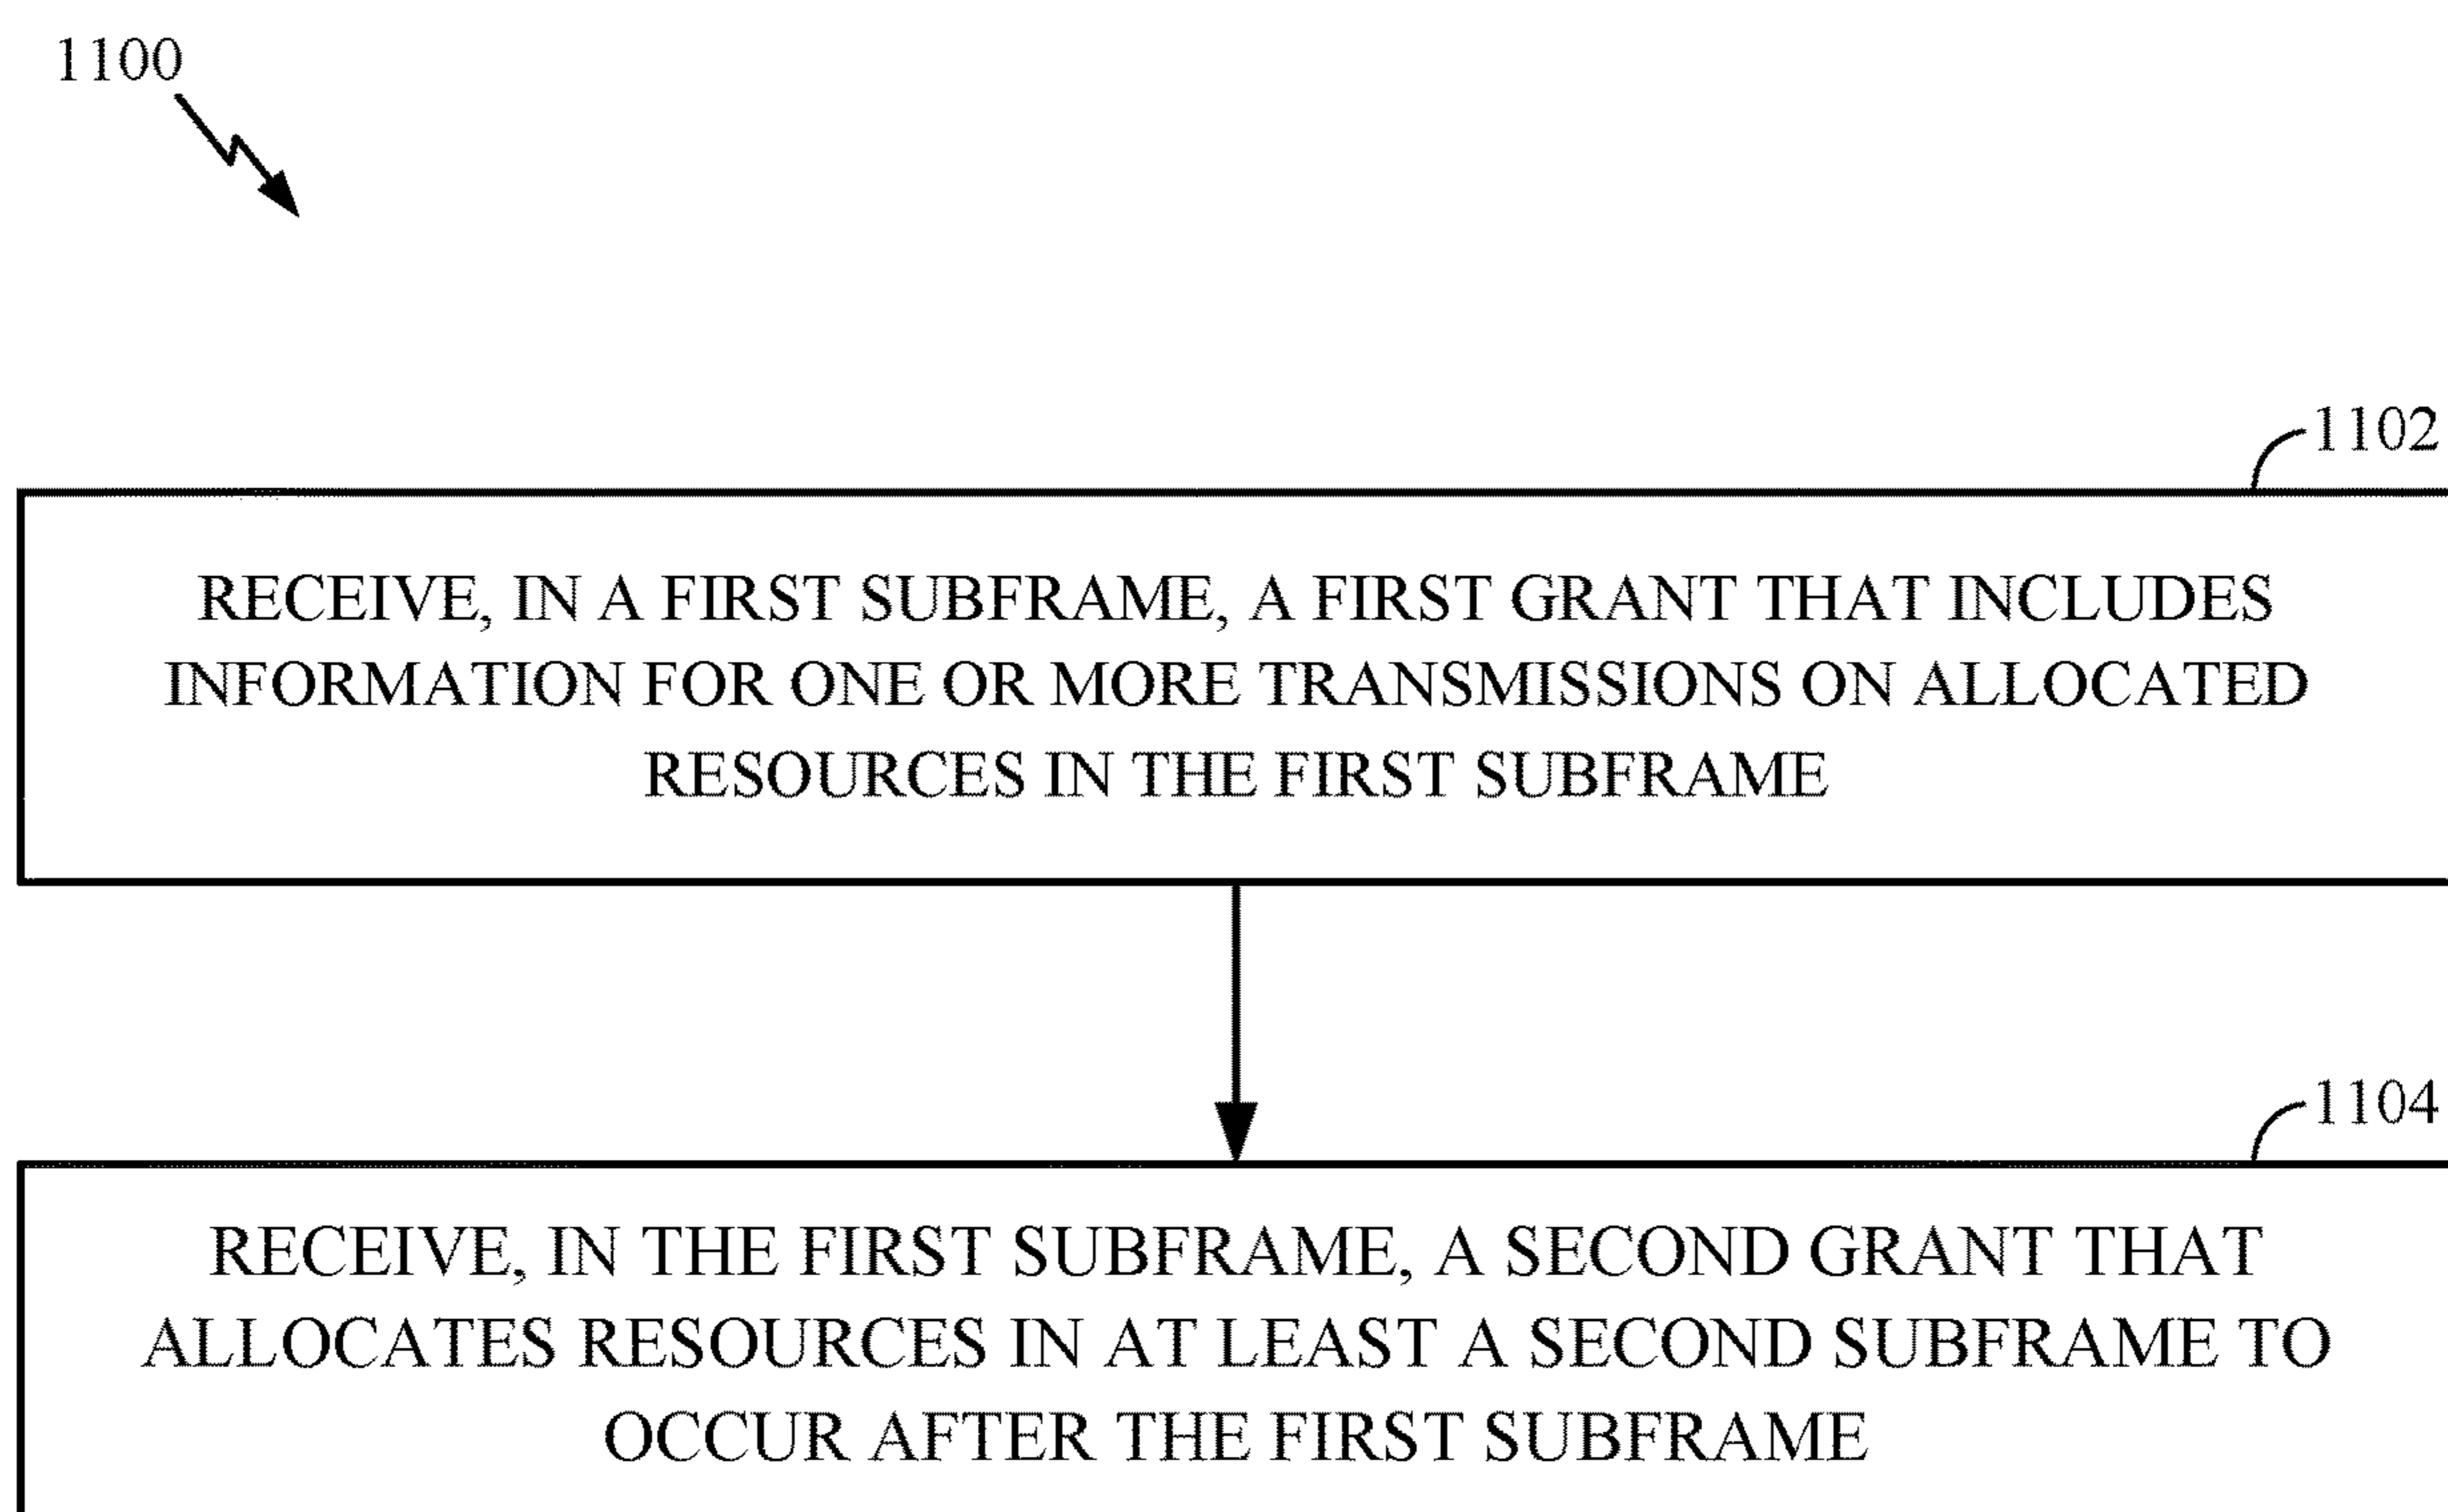 1100
1102
RECEIVE, IN A FIRST SUBFRAME, A FIRST GRANT THAT INCLUDES
INFORMATION FOR ONE OR MORE TRANSMISSIONS ON ALLOCATED
RESOURCES IN THE FIRST SUBFRAME
1104
RECEIVE, IN THE FIRST SUBFRAME, A SECOND GRANT THAT
ALLOCATES RESOURCES IN AT LEAST A SECOND SUBFRAME TO
OCCUR AFTER THE FIRST SUBFRAME